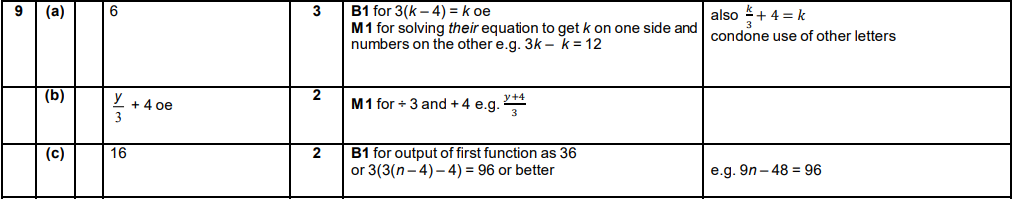 9 (a) 6 3 B1 for 3(k – 4) = k oe also k/3 + 4 = k
M1 for solving their equation to get k on one side and condone use of other letters
numbers on the other e.g. 3k – k = 12
(b) y/3 + 4 oe 2 M1 for ÷ 3 and + 4 e.g. y+4/3
(c) 16 2 B1 for output of first function as 36
or 3(3(n – 4) – 4) = 96 or better e.g. 9n – 48 = 96